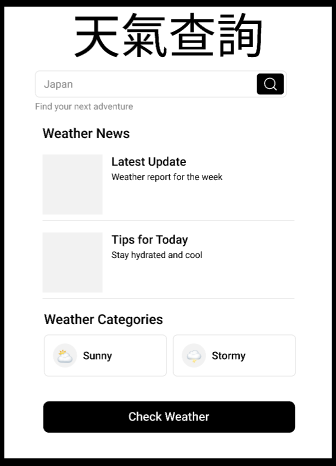 天氣查詢
Japan
Find your next adventure
Weather News
Latest Update
Weather report for the week
Tips for Today
Stay hydrated and cool
Weather Categories
Sunny
Stormy
Check Weather